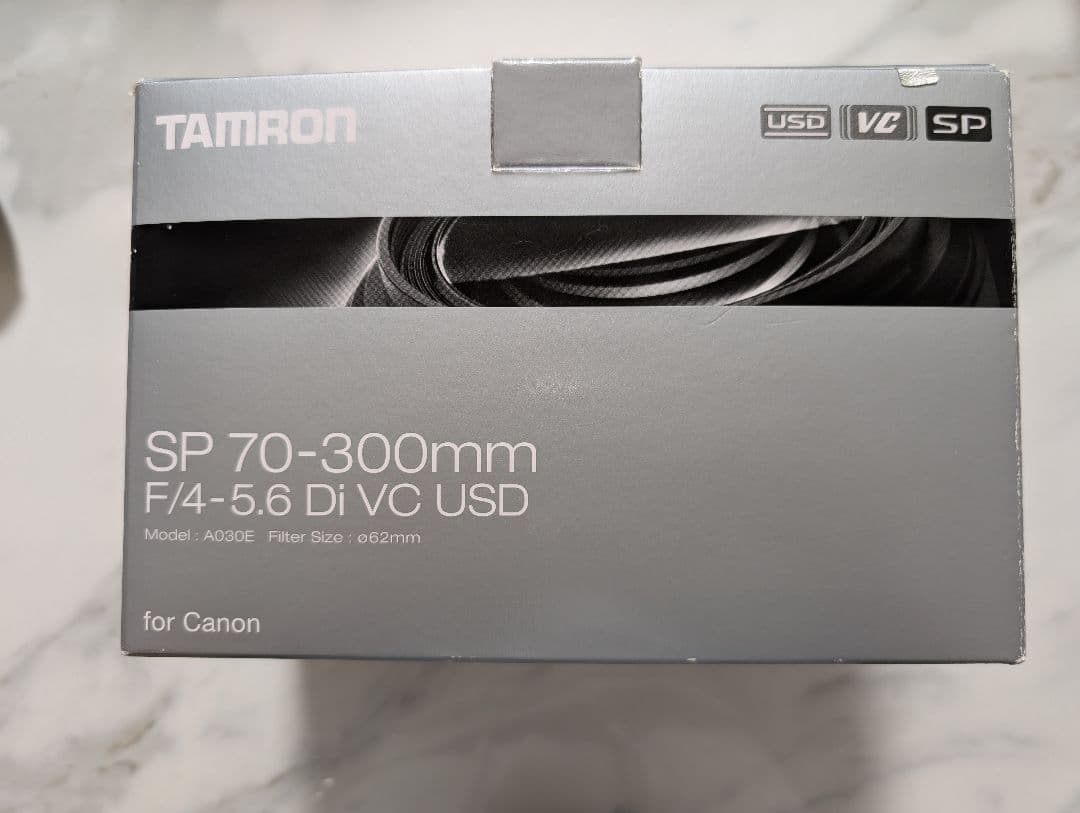 TAMRON
USD VC SP
SP 70-300mm
F/4-5.6 Di VC USD
Model : A030E Filter Size : ø62mm
for Canon